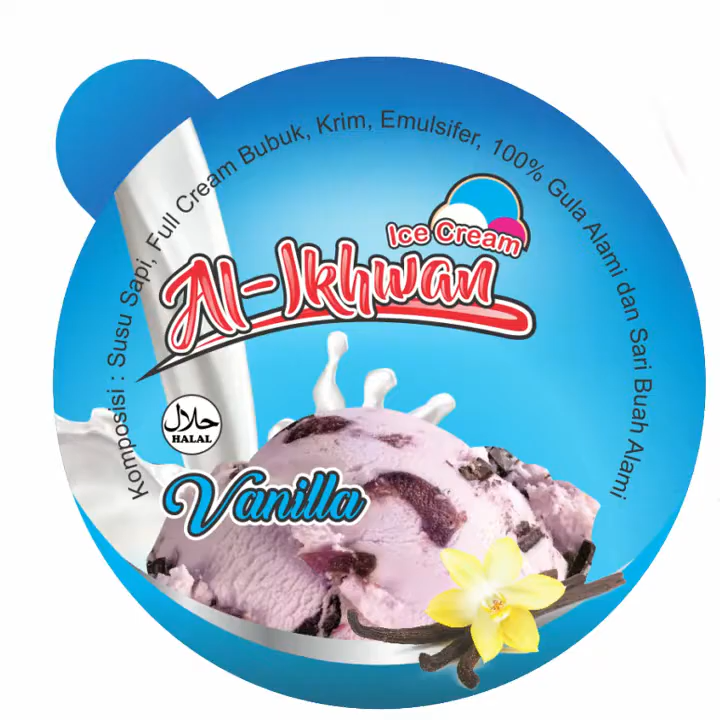 Komposisi : Susu Sapi, Full Cream Bubuk, Krim, Emulsifer, 100% Gula Alami dan Sari Buah Alami
Ice Cream
Al-Ikhwan
حلال
HALAL
Vanilla